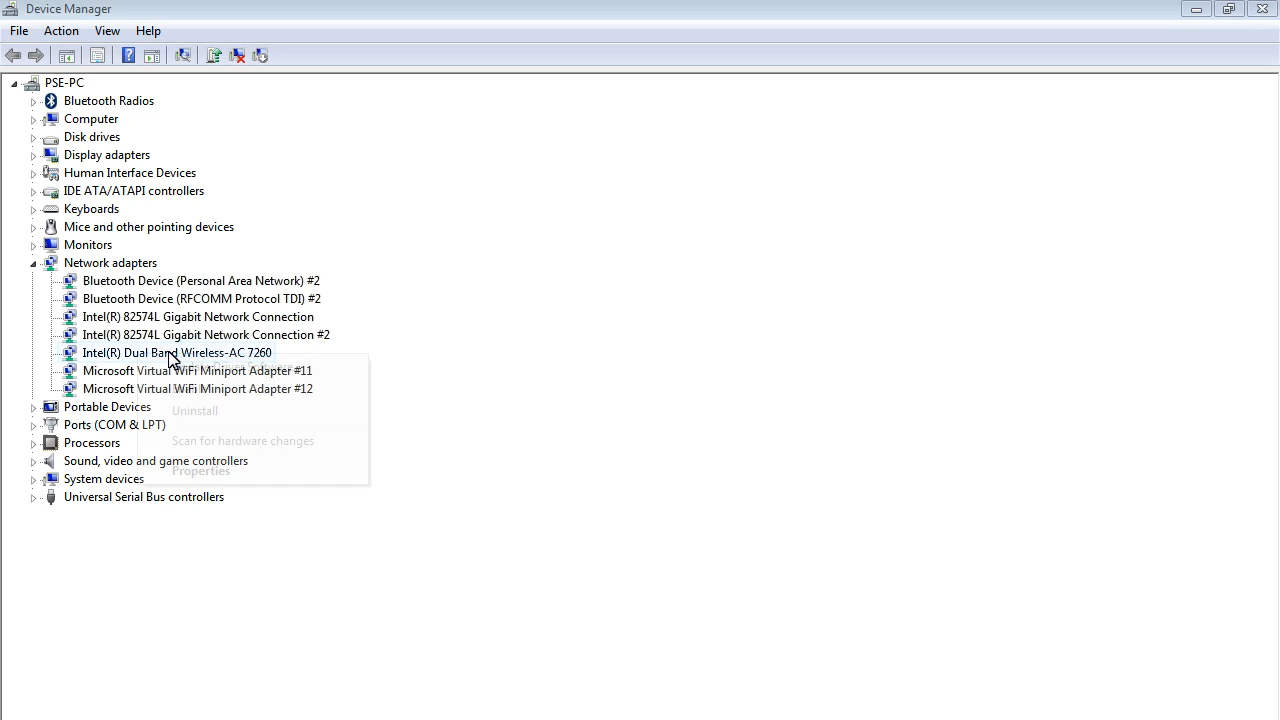 Device Manager
File Action View Help
PSE-PC
Bluetooth Radios
Computer
Disk drives
Display adapters
Human Interface Devices
IDE ATA/ATAPI controllers
Keyboards
Mice and other pointing devices
Monitors
Network adapters
Bluetooth Device (Personal Area Network) #2
Bluetooth Device (RFCOMM Protocol TDI) #2
Intel(R) 82574L Gigabit Network Connection
Intel(R) 82574L Gigabit Network Connection #2
Intel(R) Dual Band Wireless-AC 7260
Microsoft Virtual WiFi Miniport Adapter #11
Microsoft Virtual WiFi Miniport Adapter #12
Portable Devices
Uninstall
Ports (COM & LPT)
Processors
Scan for hardware changes
Sound, video and game controllers
Properties
System devices
Universal Serial Bus controllers